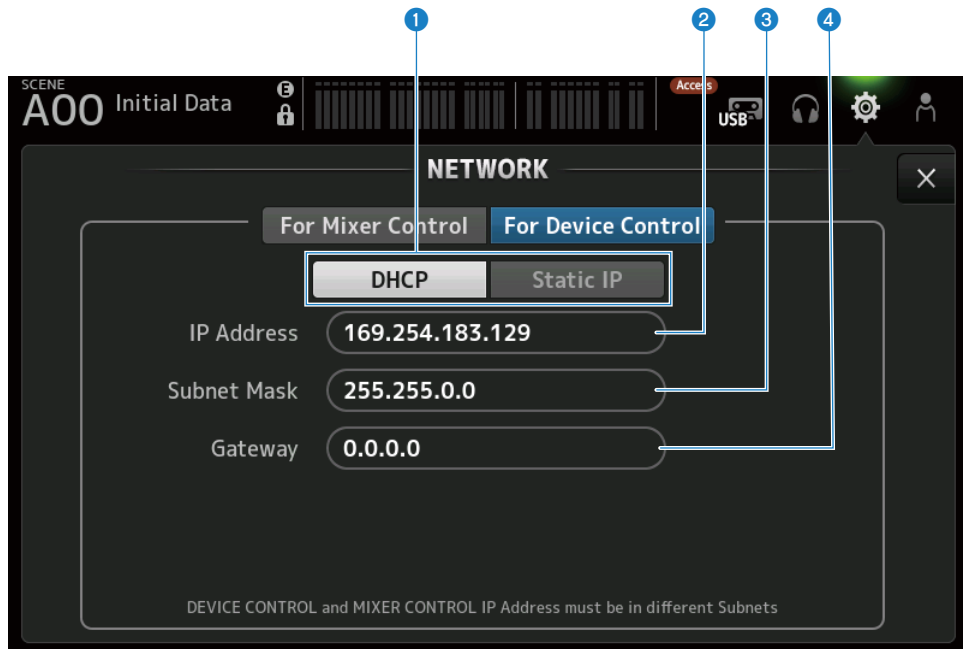 1 2 3 4
SCENE
A00 Initial Data E Access USB
NETWORK
For Mixer Control For Device Control
DHCP Static IP
IP Address 169.254.183.129
Subnet Mask 255.255.0.0
Gateway 0.0.0.0
DEVICE CONTROL and MIXER CONTROL IP Address must be in different Subnets